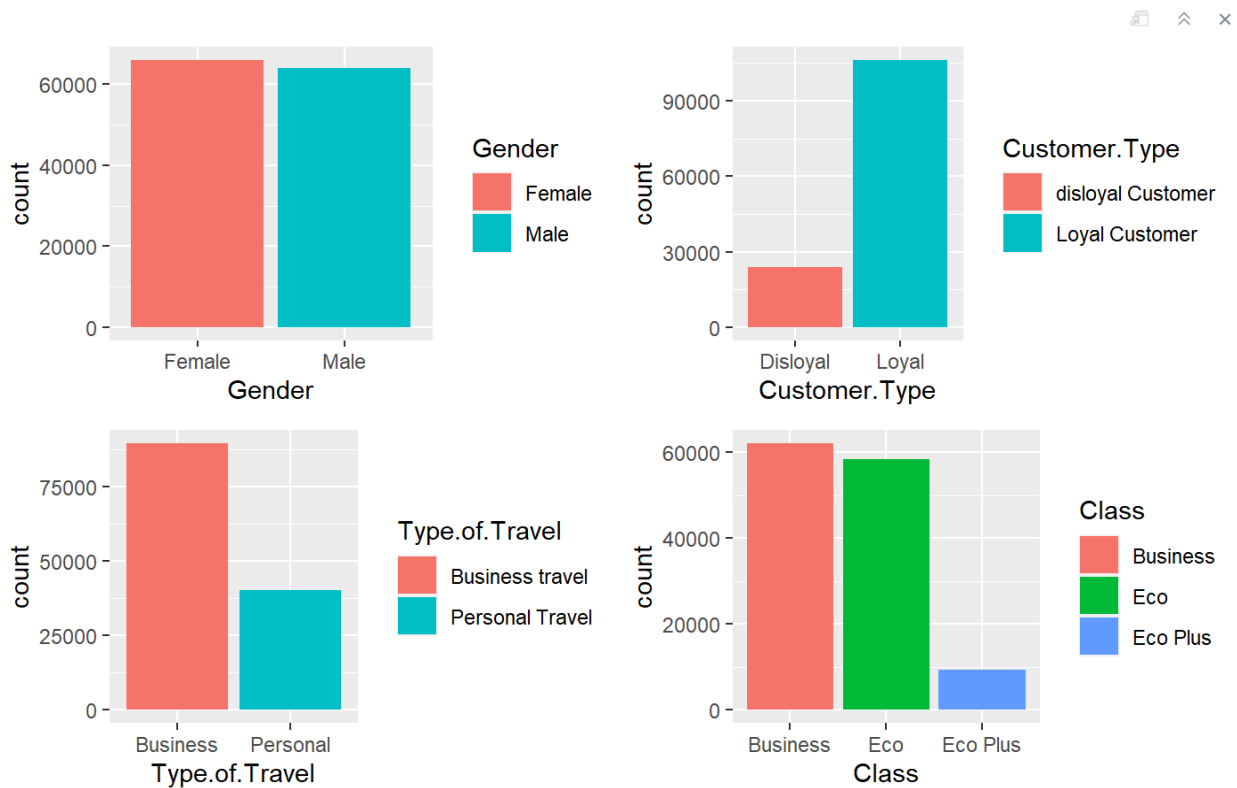 60000
40000
20000
0
count
Female
Male
Gender
Gender
Female
Male
90000
60000
30000
0
count
Disloyal
Loyal
Customer.Type
Customer.Type
disloyal Customer
Loyal Customer
75000
50000
25000
0
count
Business
Personal
Type.of.Travel
Type.of.Travel
Business travel
Personal Travel
60000
40000
20000
0
count
Business
Eco
Eco Plus
Class
Class
Business
Eco
Eco Plus